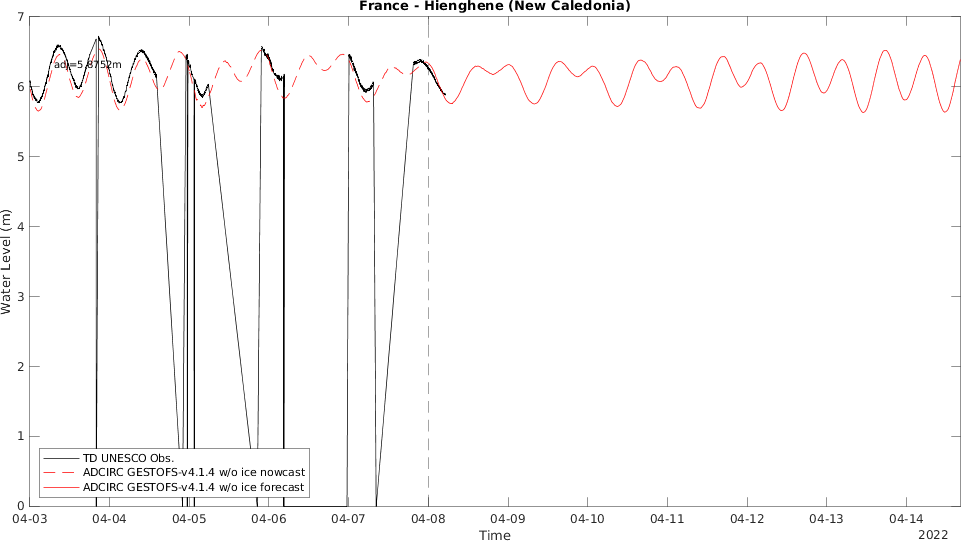 France - Hienghene (New Caledonia)
adj=5.8752m
Water Level (m)
7
6
5
4
3
2
1
0
TD UNESCO Obs.
ADCIRC GESTOFS-v4.1.4 w/o ice nowcast
ADCIRC GESTOFS-v4.1.4 w/o ice forecast
04-03 04-04 04-05 04-06 04-07 04-08 04-09 04-10 04-11 04-12 04-13 04-14
Time
2022